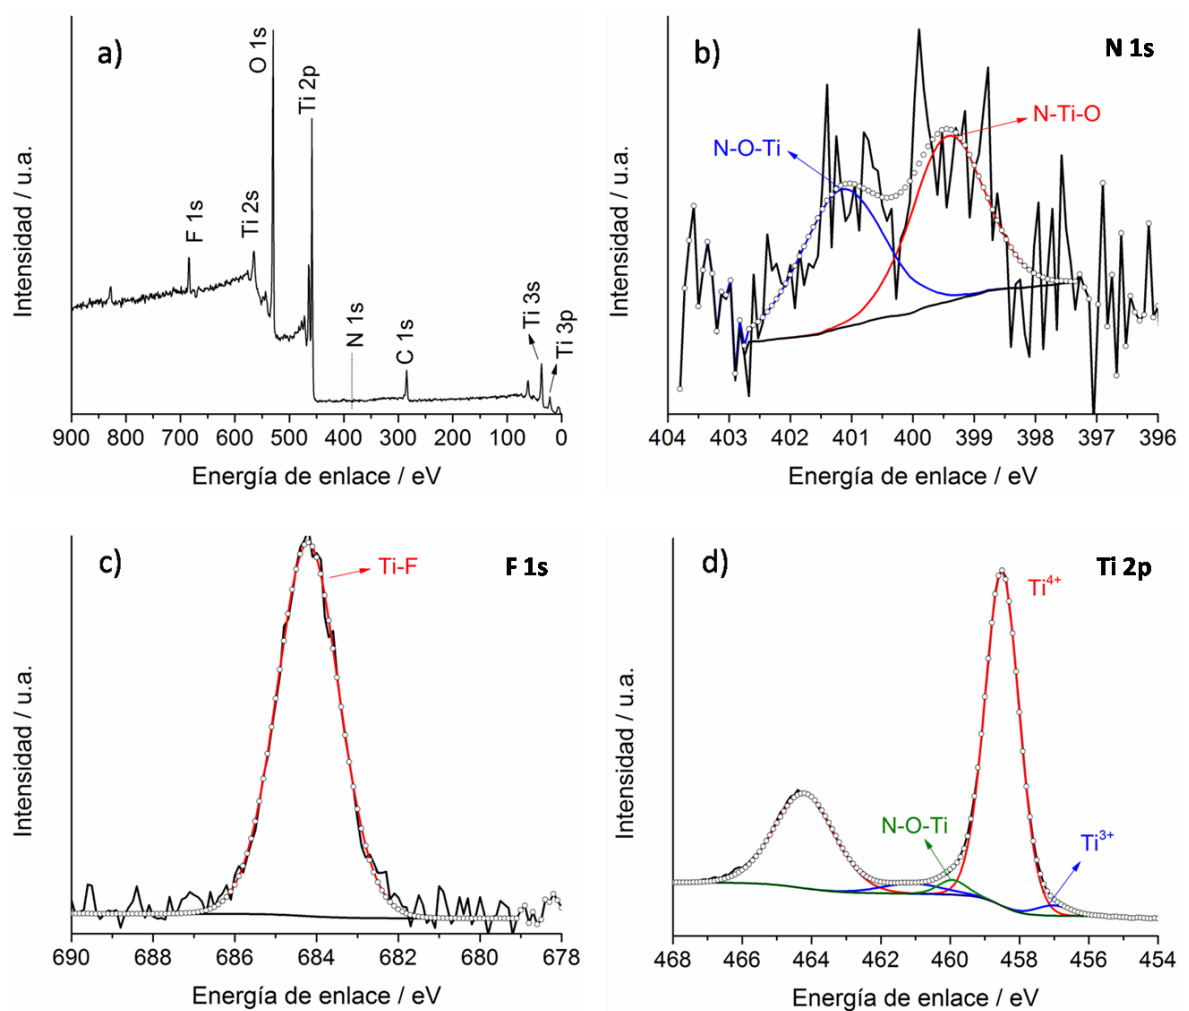 a)
F 1s
Ti 2s
O 1s
Ti 2p
N 1s
C 1s
Ti 3s
Ti 3p
Intensidad / u.a.
900 800 700 600 500 400 300 200 100 0
Energía de enlace / eV
b)
N 1s
N-O-Ti
N-Ti-O
Intensidad / u.a.
404 403 402 401 400 399 398 397 396
Energía de enlace / eV
c)
F 1s
Ti-F
Intensidad / u.a.
690 688 686 684 682 680 678
Energía de enlace / eV
d)
Ti 2p
Ti⁴⁺
N-O-Ti
Ti³⁺
Intensidad / u.a.
468 466 464 462 460 458 456 454
Energía de enlace / eV